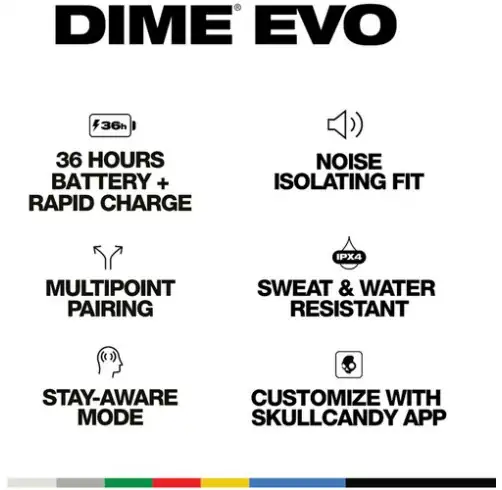 DIME® EVO
36h
36 HOURS
BATTERY +
RAPID CHARGE
NOISE
ISOLATING FIT
MULTIPOINT
PAIRING
IPX4
SWEAT & WATER
RESISTANT
STAY-AWARE
MODE
CUSTOMIZE WITH
SKULLCANDY APP